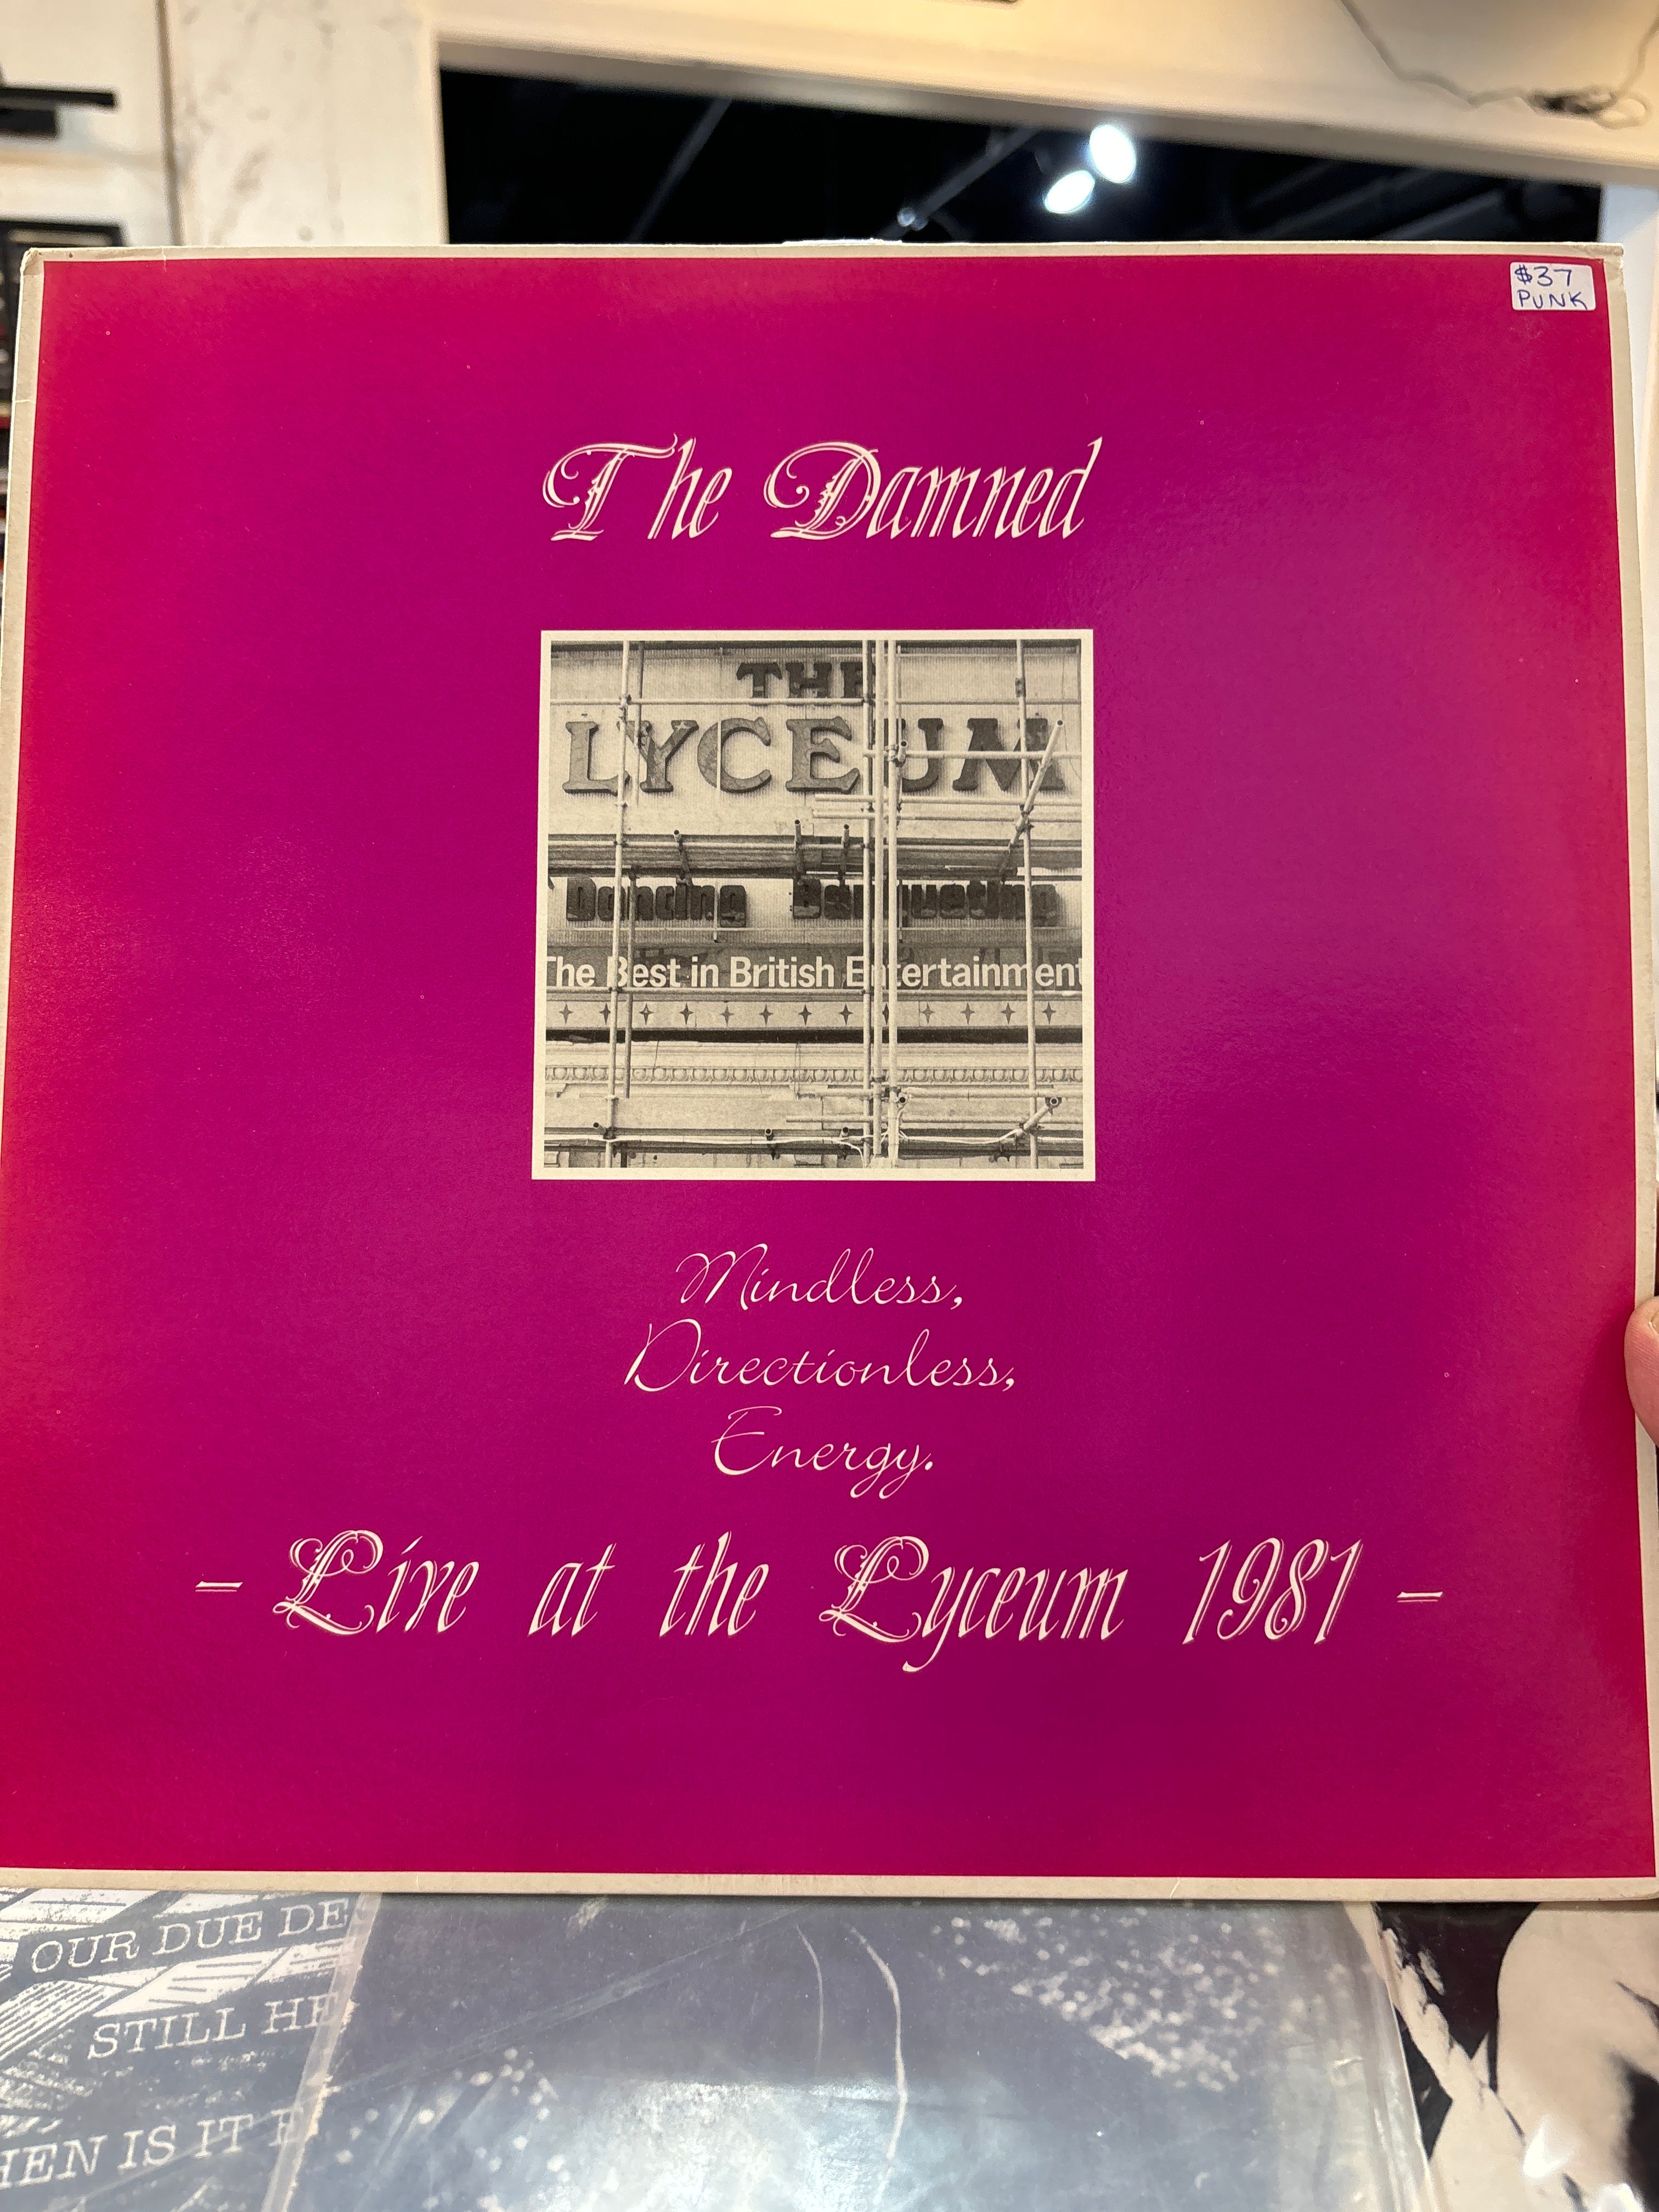 $37
PUNK
The Damned
THE
LYCEUM
Dancing Banqueting
The Best in British Entertainment
Mindless,
Directionless,
Energy.
- Live at the Lyceum 1981 -
OUR DUE DE
STILL HE
HEN IS IT